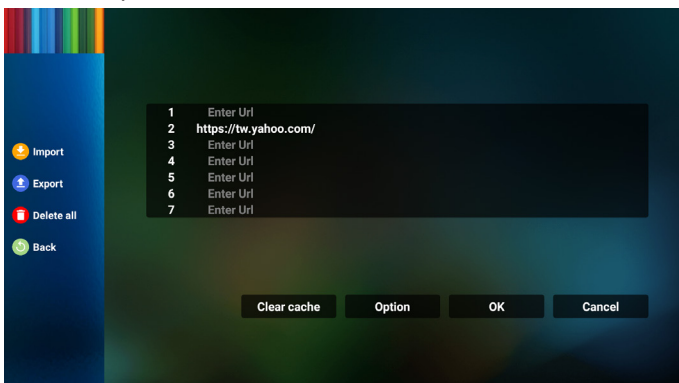 Import
Export
Delete all
Back
1 Enter Url
2 https://tw.yahoo.com/
3 Enter Url
4 Enter Url
5 Enter Url
6 Enter Url
7 Enter Url
Clear cache Option OK Cancel